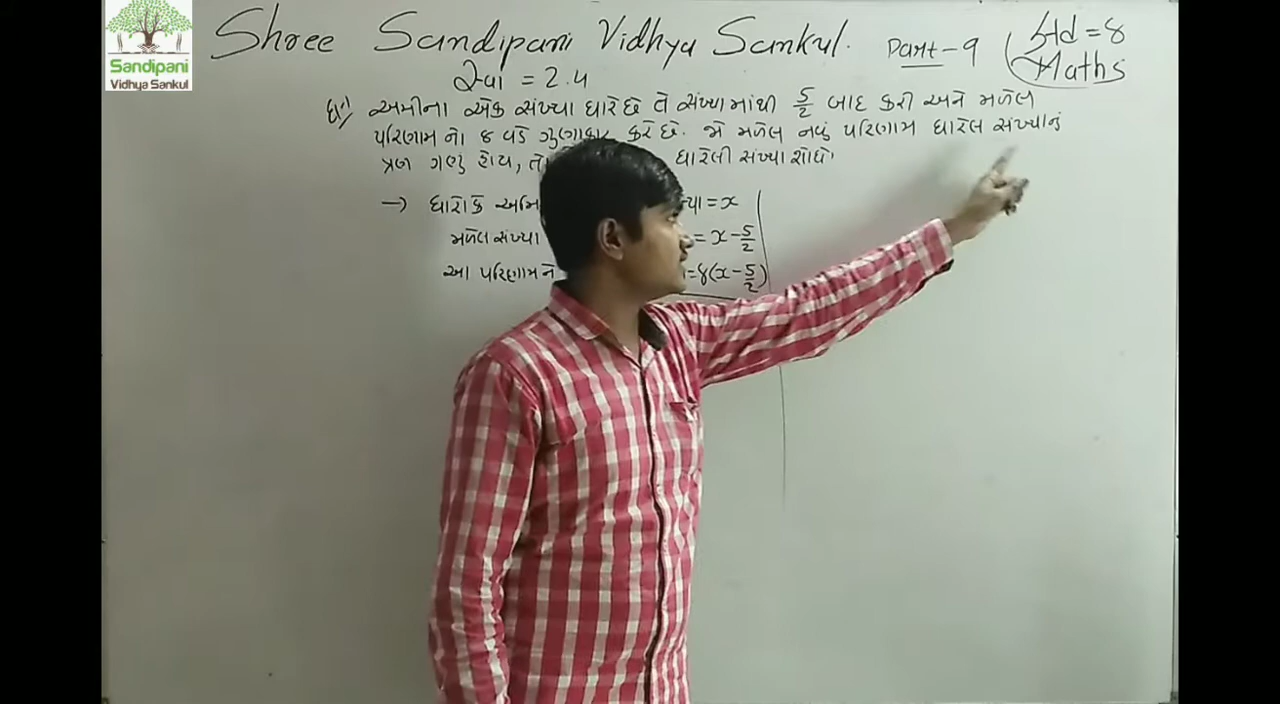 Sandipani
Vidhya Sankul
Shree Sandipani Vidhya Sankul. Part-9
Std = 8
Maths
સ્વા = 2.4
અમીના એક સંખ્યા ધારે છે તે સંખ્યામાંથી 5/2 બાદ કરી અને મળેલ
પરિણામનો 8 વડે ગુણાકાર કરે છે. જો મળેલ નવું પરિણામ ધારેલ સંખ્યાનું
ત્રણ ગણું હોય, તો ધારેલી સંખ્યા શોધો.
→ ધારોકે અમિ = x
મળેલ સંખ્યા = x - 5/2
આ પરિણામને = 8(x - 5/2)